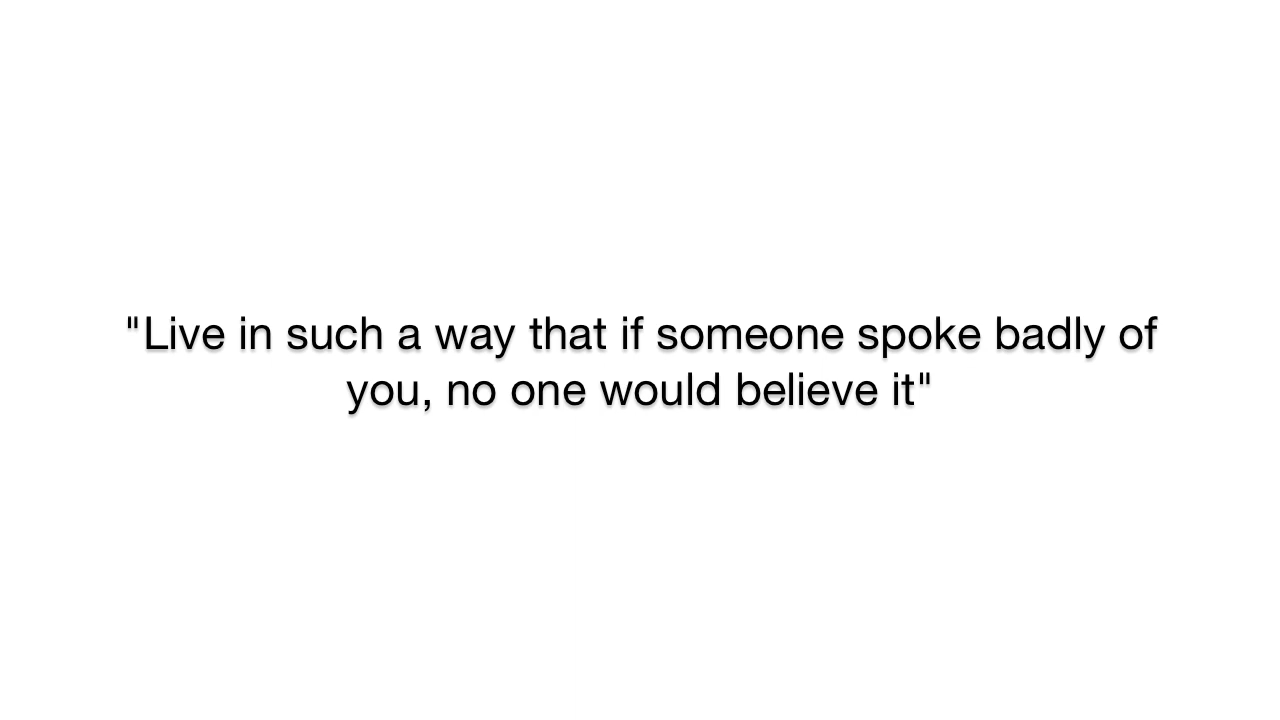 "Live in such a way that if someone spoke badly of
you, no one would believe it"